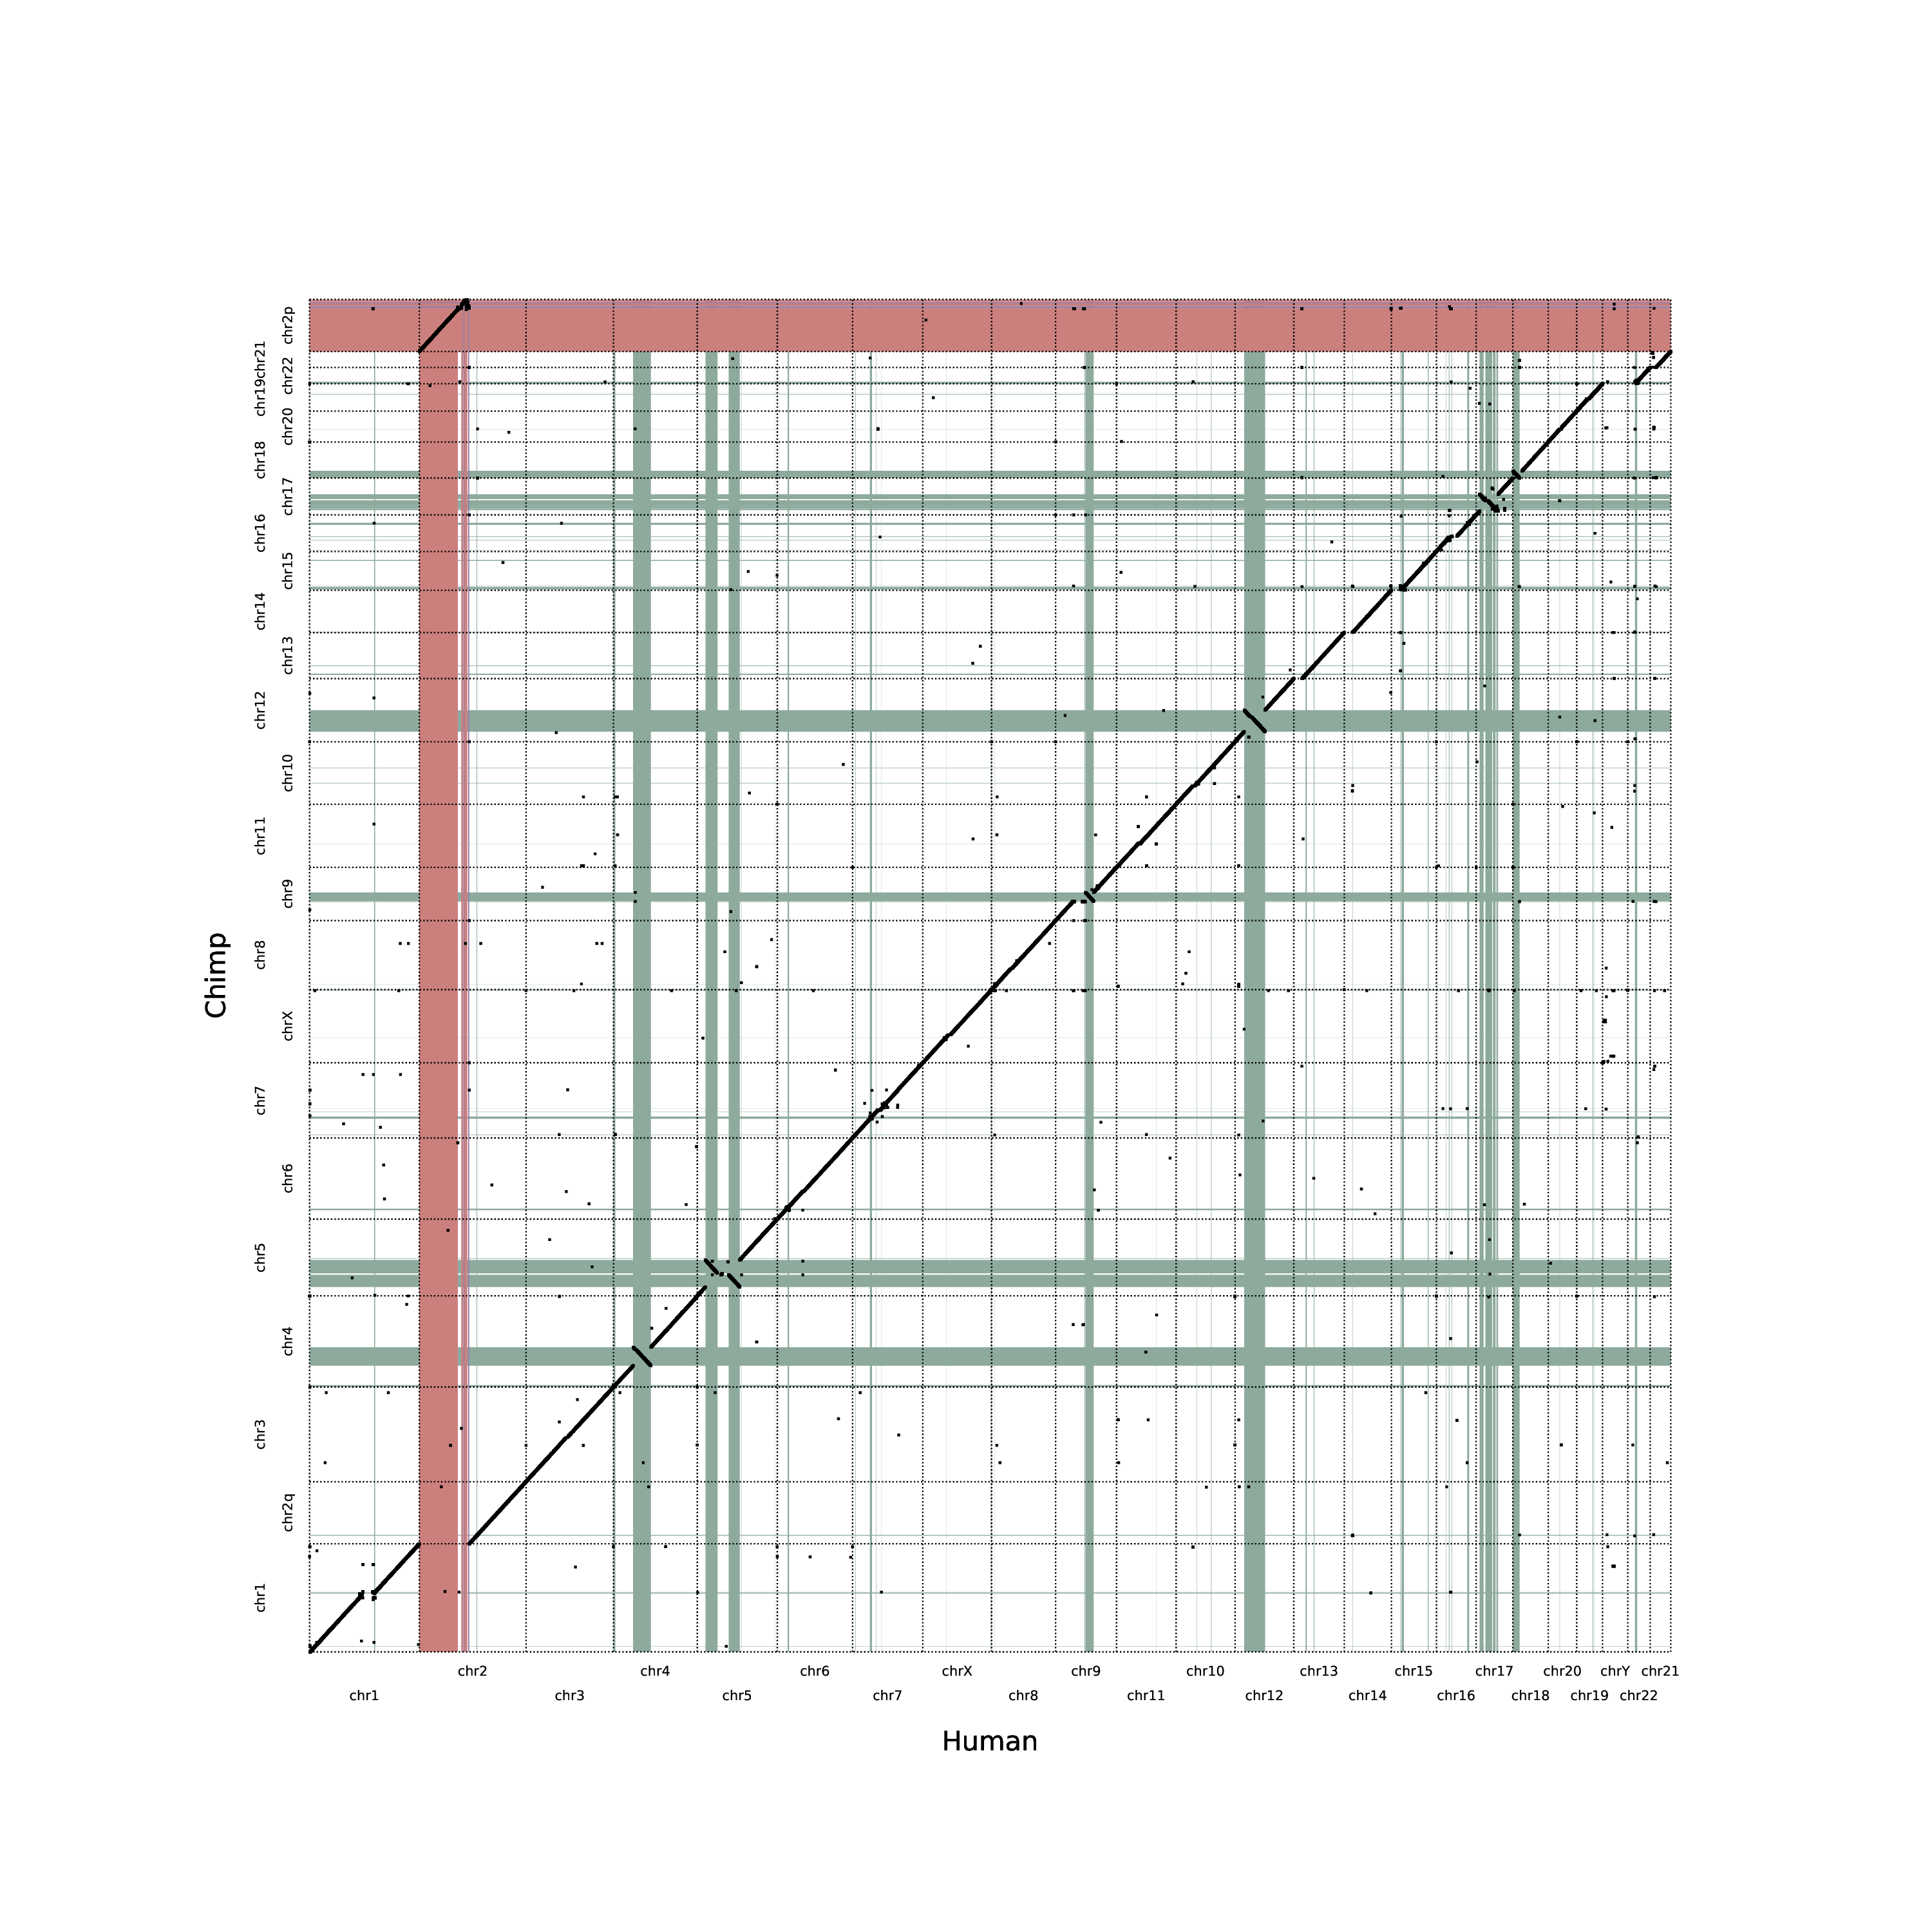 chr2p
chr21
chr22
chr19
chr20
chr18
chr17
chr16
chr15
chr14
chr13
chr12
chr10
chr11
chr9
chr8
chrX
chr7
chr6
chr5
chr4
chr3
chr2q
chr1
Chimp
chr2 chr4 chr6 chrX chr9 chr10 chr13 chr15 chr17 chr20 chrY chr21
chr1 chr3 chr5 chr7 chr8 chr11 chr12 chr14 chr16 chr18 chr19 chr22
Human